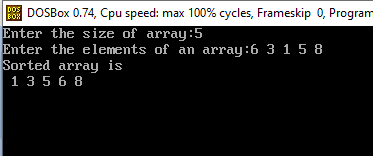 DOSBox 0.74, Cpu speed: max 100% cycles, Frameskip 0, Program
Enter the size of array:5
Enter the elements of an array:6 3 1 5 8
Sorted array is
1 3 5 6 8